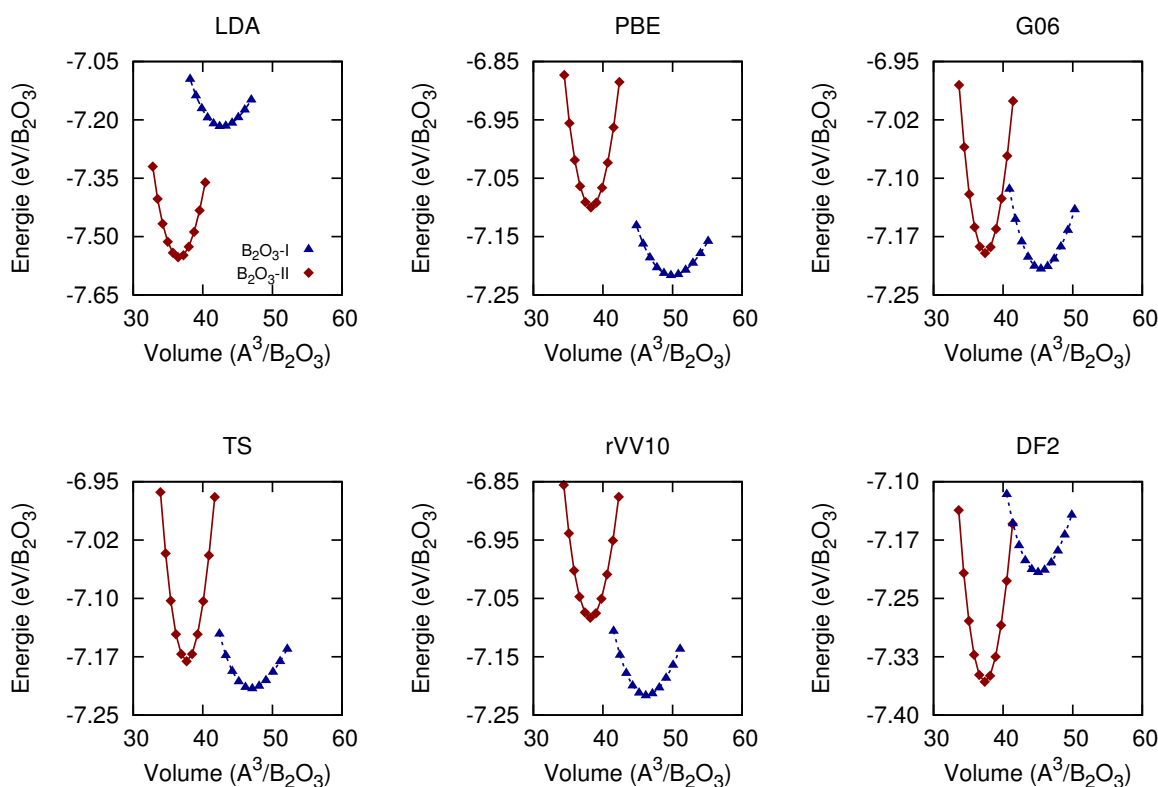 LDA
Energie (eV/B₂O₃)
-7.05
-7.20
-7.35
-7.50
-7.65
30 40 50 60
Volume (A^3/B₂O₃)
B₂O₃-I
B₂O₃-II
PBE
Energie (eV/B₂O₃)
-6.85
-6.95
-7.05
-7.15
-7.25
30 40 50 60
Volume (A^3/B₂O₃)
G06
Energie (eV/B₂O₃)
-6.95
-7.02
-7.10
-7.17
-7.25
30 40 50 60
Volume (A^3/B₂O₃)
TS
Energie (eV/B₂O₃)
-6.95
-7.02
-7.10
-7.17
-7.25
30 40 50 60
Volume (A^3/B₂O₃)
rVV10
Energie (eV/B₂O₃)
-6.85
-6.95
-7.05
-7.15
-7.25
30 40 50 60
Volume (A^3/B₂O₃)
DF2
Energie (eV/B₂O₃)
-7.10
-7.17
-7.25
-7.33
-7.40
30 40 50 60
Volume (A^3/B₂O₃)